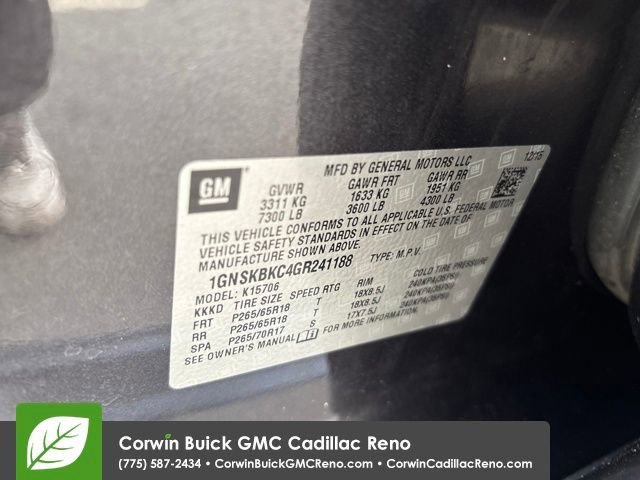 GM
MFD BY GENERAL MOTORS LLC 12/15
GVWR GAWR FRT GAWR RR
3311 KG 1633 KG 1951 KG
7300 LB 3600 LB 4300 LB
THIS VEHICLE CONFORMS TO ALL APPLICABLE U.S. FEDERAL MOTOR
VEHICLE SAFETY STANDARDS IN EFFECT ON THE DATE OF
MANUFACTURE SHOWN ABOVE.
1GNSKBKC4GR241188 TYPE: M.P.V.
MODEL: K15706
KKKD TIRE SIZE SPEED RTG RIM COLD TIRE PRESSURE
FRT P265/65R18 T 18X8.5J 240KPA(35PSI)
RR P265/65R18 T 18X8.5J 240KPA(35PSI)
SPA P265/70R17 S 17X7.5J 240KPA(35PSI)
SEE OWNER'S MANUAL FOR MORE INFORMATION.
Corwin Buick GMC Cadillac Reno
(775) 587-2434 • CorwinBuickGMCReno.com • CorwinCadillacReno.com